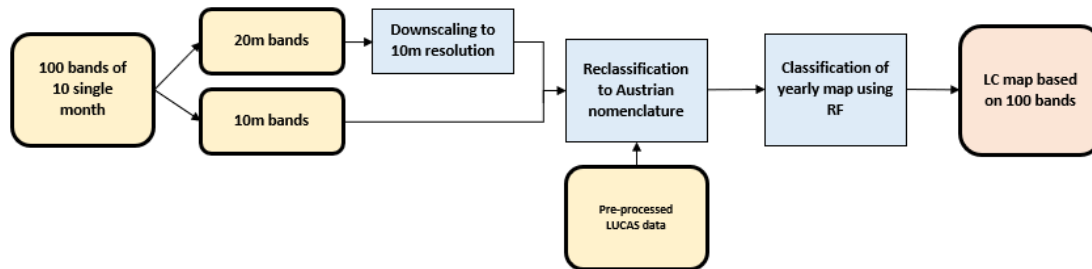 100 bands of
10 single
month
20m bands
10m bands
Downscaling to
10m resolution
Reclassification
to Austrian
nomenclature
Pre-processed
LUCAS data
Classification of
yearly map using
RF
LC map based
on 100 bands